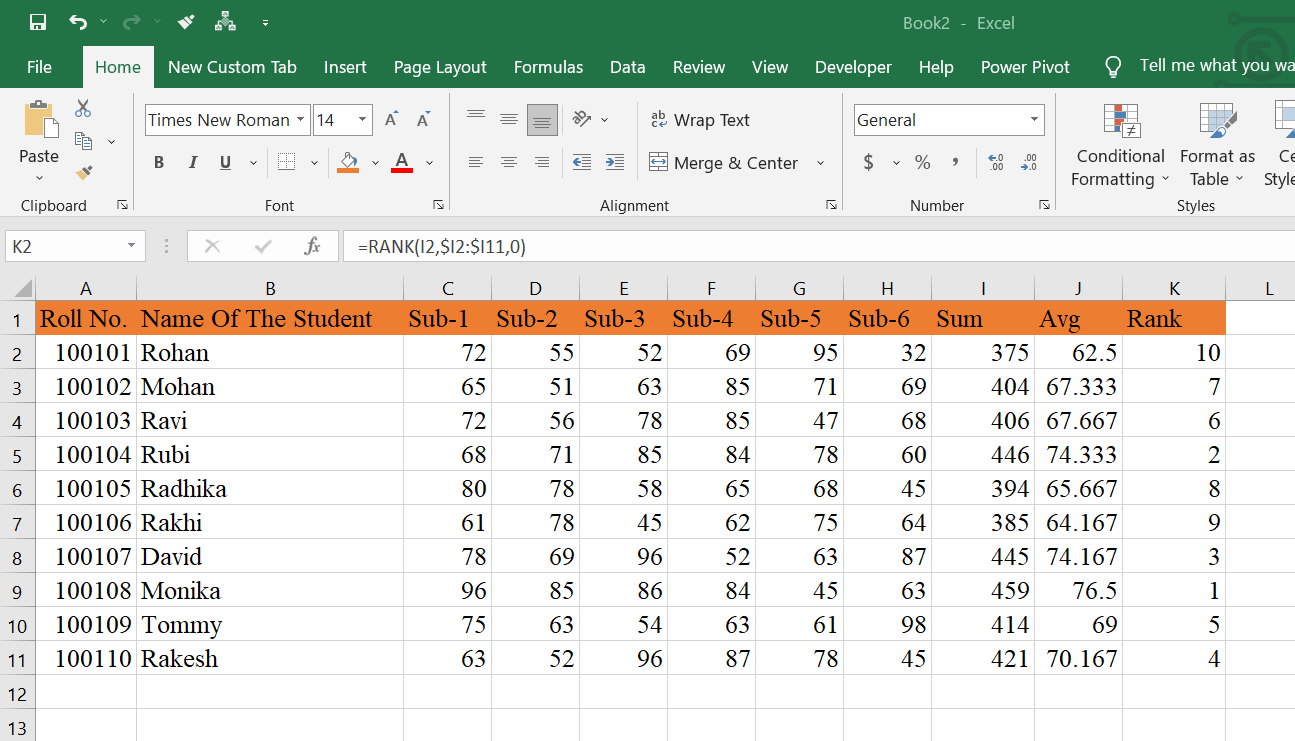 Book2 - Excel
File Home New Custom Tab Insert Page Layout Formulas Data Review View Developer Help Power Pivot Tell me what you wa
Times New Roman 14 A A ab c Wrap Text General
Paste B I U A Merge & Center $ % , .00 .00 Conditional Formatting Format as Table Ce Style
Clipboard Font Alignment Number Styles
K2 fx =RANK(I2,$I2:$I11,0)
A B C D E F G H I J K L
1 Roll No. Name Of The Student Sub-1 Sub-2 Sub-3 Sub-4 Sub-5 Sub-6 Sum Avg Rank
2 100101 Rohan 72 55 52 69 95 32 375 62.5 10
3 100102 Mohan 65 51 63 85 71 69 404 67.333 7
4 100103 Ravi 72 56 78 85 47 68 406 67.667 6
5 100104 Rubi 68 71 85 84 78 60 446 74.333 2
6 100105 Radhika 80 78 58 65 68 45 394 65.667 8
7 100106 Rakhi 61 78 45 62 75 64 385 64.167 9
8 100107 David 78 69 96 52 63 87 445 74.167 3
9 100108 Monika 96 85 86 84 45 63 459 76.5 1
10 100109 Tommy 75 63 54 63 61 98 414 69 5
11 100110 Rakesh 63 52 96 87 78 45 421 70.167 4
12
13